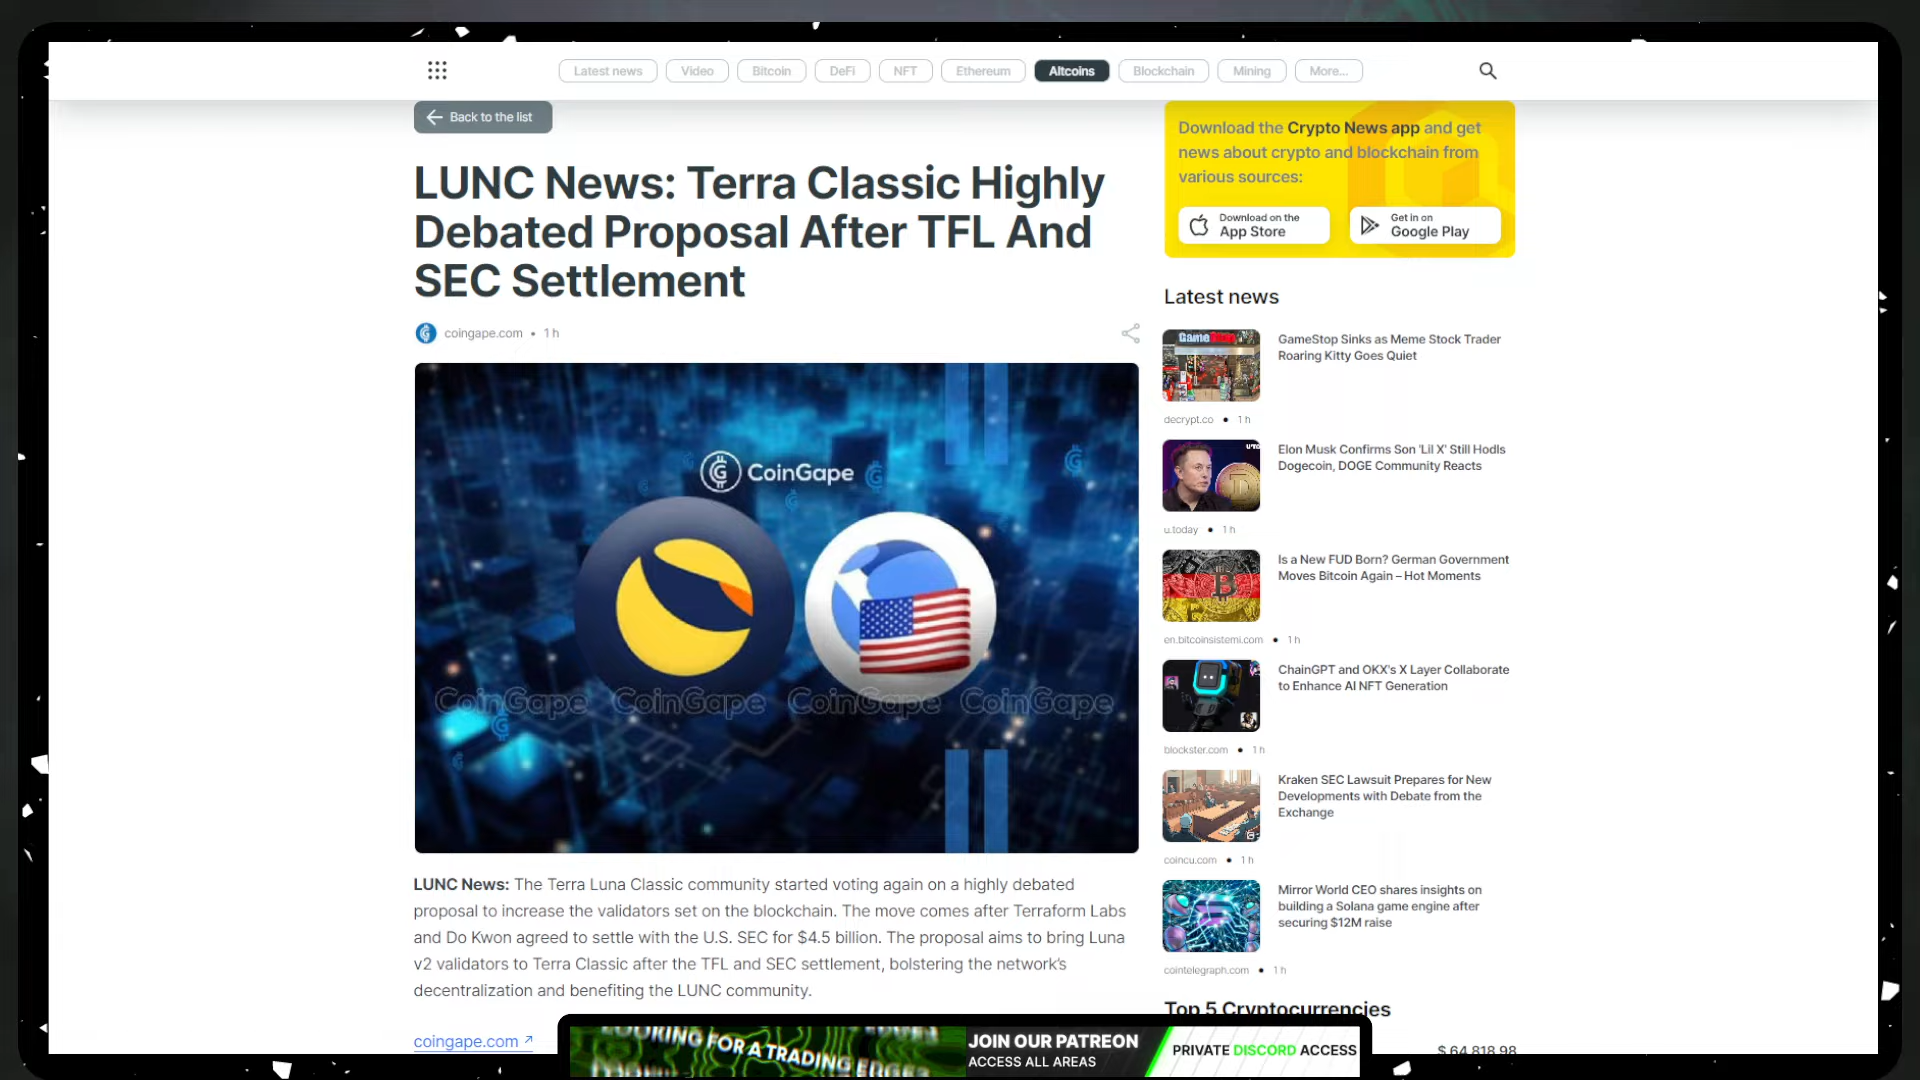 Latest news
Video
Bitcoin
DeFi
NFT
Ethereum
Altcoins
Blockchain
Mining
More...
Back to the list
LUNC News: Terra Classic Highly
Debated Proposal After TFL And
SEC Settlement
coingape.com • 1 h
CoinGape
CoinGape CoinGape CoinGape CoinGape
LUNC News: The Terra Luna Classic community started voting again on a highly debated
proposal to increase the validators set on the blockchain. The move comes after Terraform Labs
and Do Kwon agreed to settle with the U.S. SEC for $4.5 billion. The proposal aims to bring Luna
v2 validators to Terra Classic after the TFL and SEC settlement, bolstering the network's
decentralization and benefiting the LUNC community.
coingape.com
Download the Crypto News app and get
news about crypto and blockchain from
various sources:
Download on the
App Store
Get in on
Google Play
Latest news
GameStop Sinks as Meme Stock Trader
Roaring Kitty Goes Quiet
decrypt.co • 1 h
Elon Musk Confirms Son 'Lil X' Still Hodls
Dogecoin, DOGE Community Reacts
u.today • 1 h
Is a New FUD Born? German Government
Moves Bitcoin Again – Hot Moments
en.bitcoinsistemi.com • 1 h
ChainGPT and OKX's X Layer Collaborate
to Enhance AI NFT Generation
blockster.com • 1 h
Kraken SEC Lawsuit Prepares for New
Developments with Debate from the
Exchange
coincu.com • 1 h
Mirror World CEO shares insights on
building a Solana game engine after
securing $12M raise
cointelegraph.com • 1 h
Top 5 Cryptocurrencies
$ 64,818.98
LOOKING FOR A TRADING EDGE?
JOIN OUR PATREON
ACCESS ALL AREAS
PRIVATE DISCORD ACCESS